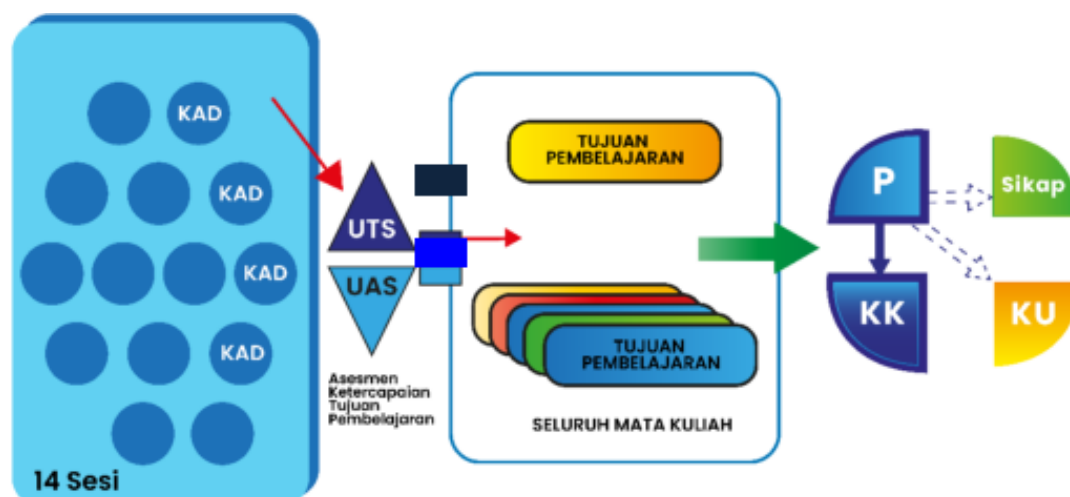 KAD
KAD
KAD
KAD
14 Sesi
UTS
UAS
Asesmen
Ketercapaian
Tujuan
Pembelajaran
TUJUAN
PEMBELAJARAN
TUJUAN
PEMBELAJARAN
SELURUH MATA KULIAH
P
Sikap
KK
KU